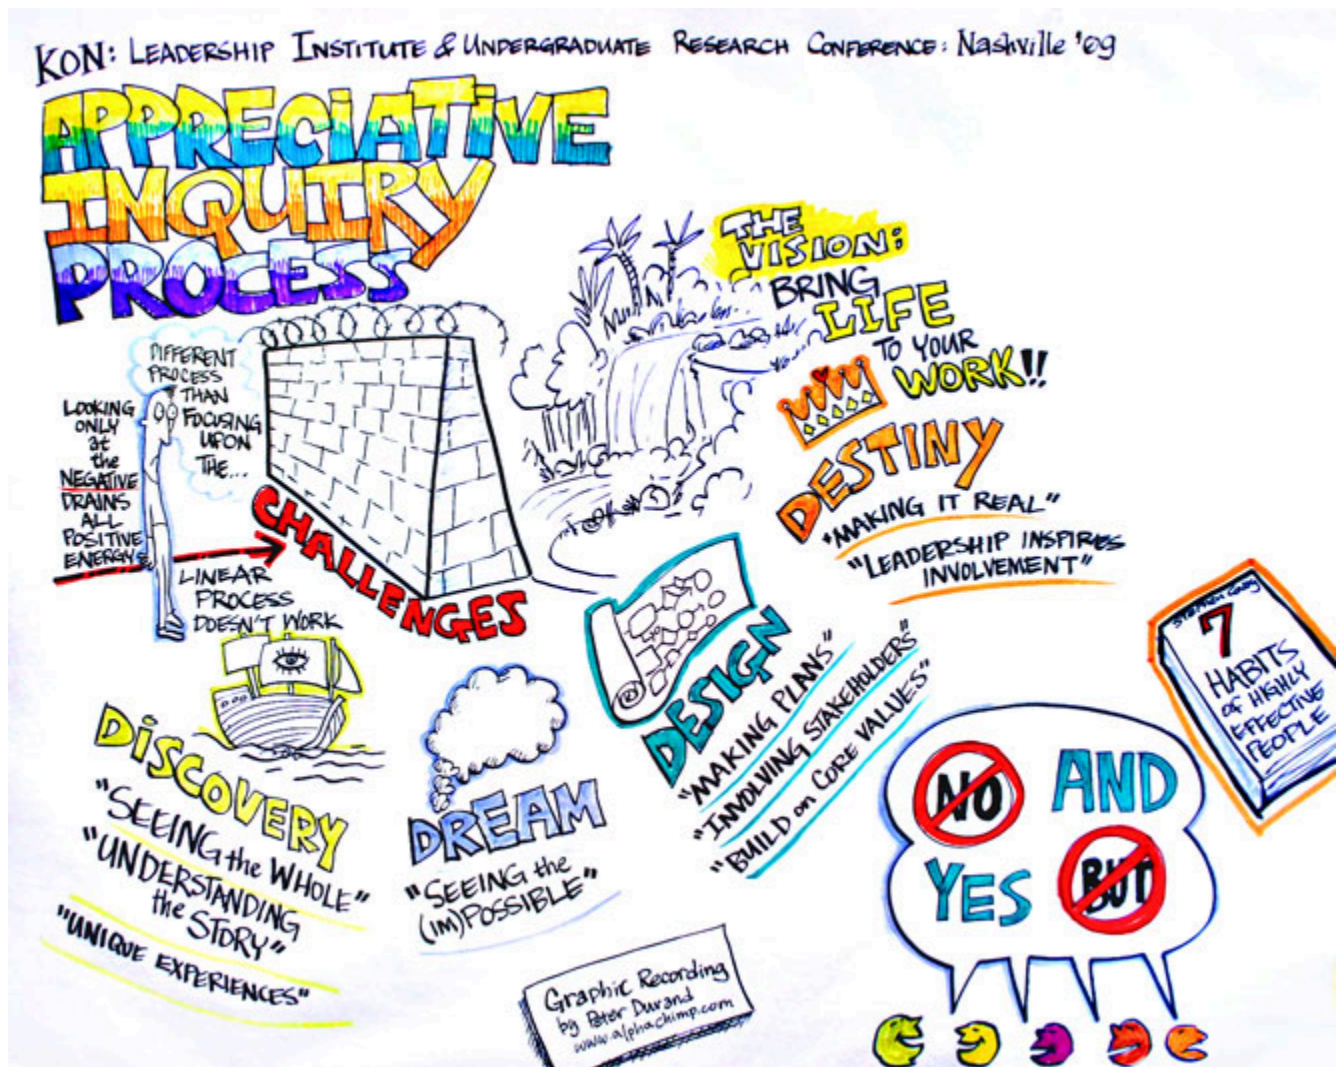 KON: LEADERSHIP INSTITUTE & UNDERGRADUATE RESEARCH CONFERENCE: Nashville '09
APPRECIATIVE
INQUIRY
PROCESS
THE
VISION:
BRING
LIFE
TO YOUR
WORK!!
DIFFERENT
PROCESS
THAN
FOCUSING
UPON
THE...
LOOKING
ONLY
at
the
NEGATIVE
DRAINS
ALL
POSITIVE
ENERGY
CHALLENGES
LINEAR
PROCESS
DOESN'T WORK
DESTINY
"MAKING IT REAL"
"LEADERSHIP INSPIRES
INVOLVEMENT"
DESIGN
"MAKING PLANS"
"INVOLVING STAKEHOLDERS"
"BUILD on CORE VALUES"
Stephen Covey
7
HABITS
OF HIGHLY
EFFECTIVE
PEOPLE
DISCOVERY
"SEEING the WHOLE"
"UNDERSTANDING
the STORY"
"UNIQUE EXPERIENCES"
DREAM
"SEEING the
(IM)POSSIBLE"
NO AND
YES BUT
Graphic Recording
by Peter Durand
www.alphachimp.com